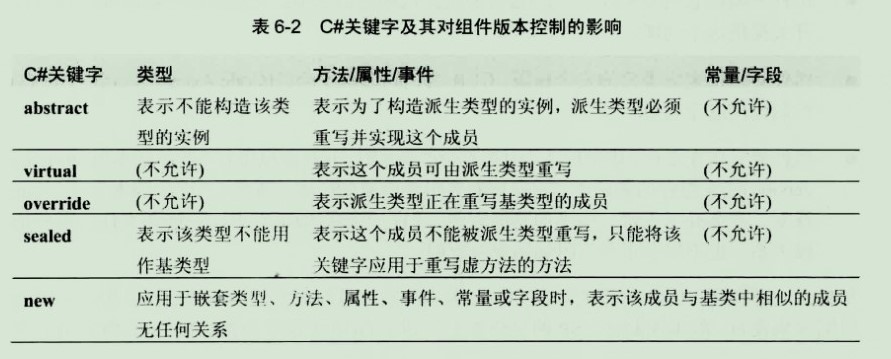 表 6-2 C#关键字及其对组件版本控制的影响
C#关键字 类型 方法/属性/事件 常量/字段
abstract 表示不能构造该类 表示为了构造派生类型的实例，派生类型必须 (不允许)
型的实例 重写并实现这个成员
virtual (不允许) 表示这个成员可由派生类型重写 (不允许)
override (不允许) 表示派生类型正在重写基类型的成员 (不允许)
sealed 表示该类型不能用 表示这个成员不能被派生类型重写，只能将该 (不允许)
作基类型 关键字应用于重写虚方法的方法
new 应用于嵌套类型、方法、属性、事件、常量或字段时，表示该成员与基类中相似的成员
无任何关系